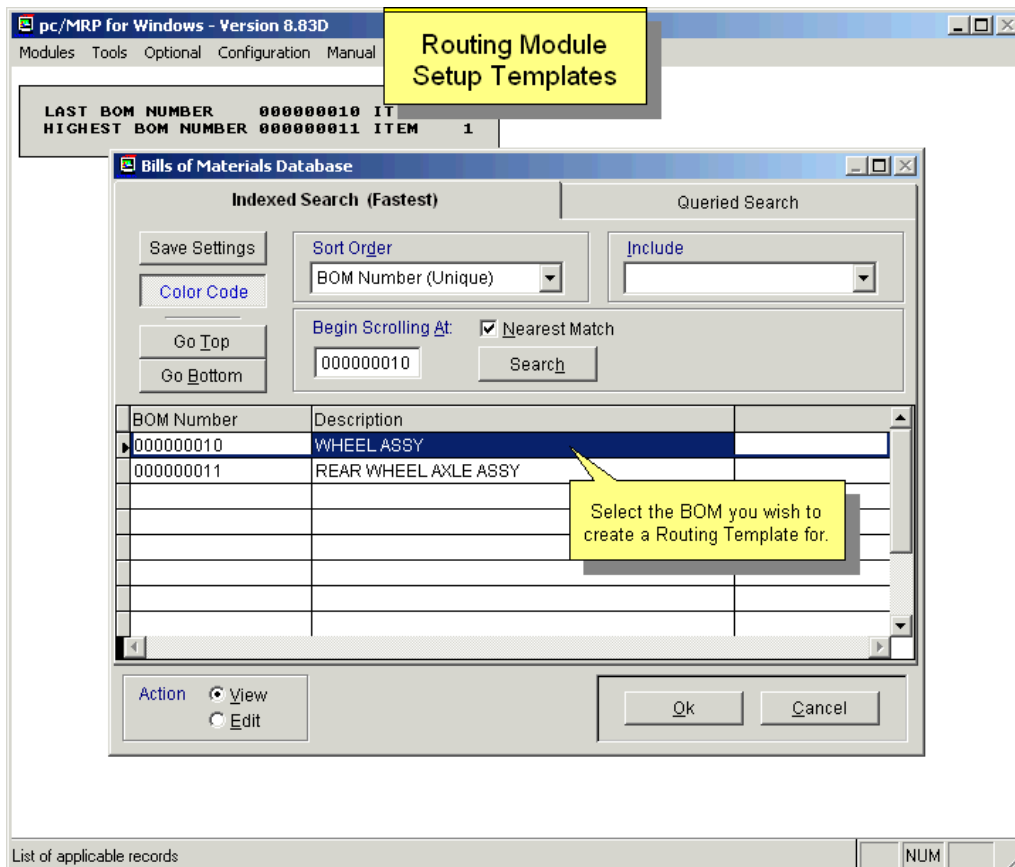 pc/MRP for Windows - Version 8.83D
Modules Tools Optional Configuration Manual
Routing Module
Setup Templates
LAST BOM NUMBER 000000010 IT
HIGHEST BOM NUMBER 000000011 ITEM 1
Bills of Materials Database
Indexed Search (Fastest)
Queried Search
Save Settings
Color Code
Go Top
Go Bottom
Sort Order
BOM Number (Unique)
Include
Begin Scrolling At:
Nearest Match
000000010
Search
BOM Number Description
000000010 WHEEL ASSY
000000011 REAR WHEEL AXLE ASSY
Select the BOM you wish to
create a Routing Template for.
Action View
Edit
Ok
Cancel
List of applicable records
NUM